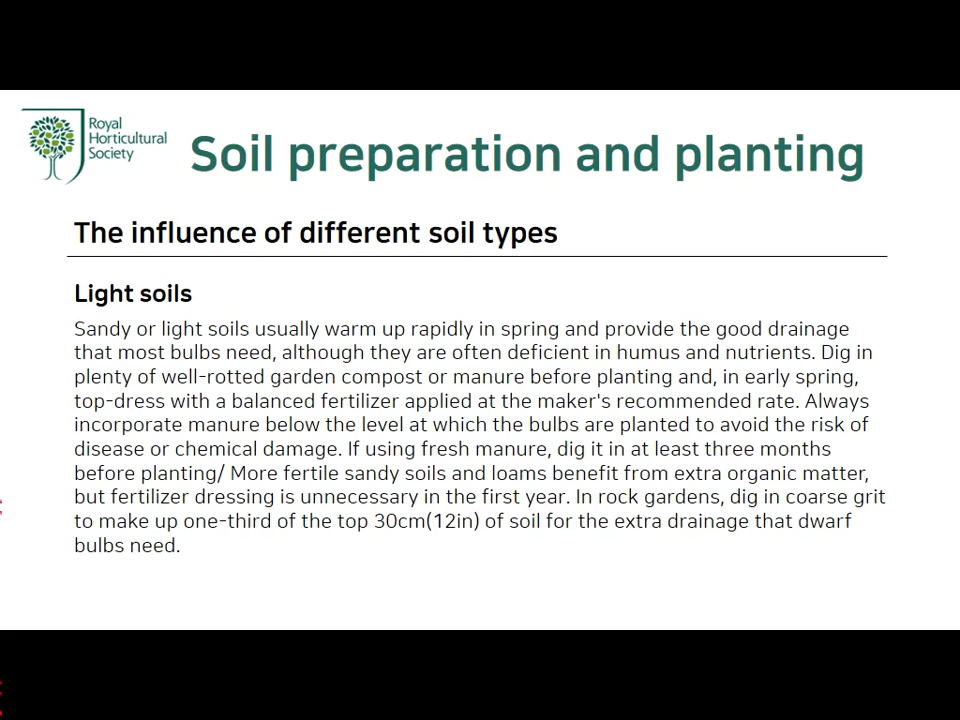 Royal
Horticultural
Society
Soil preparation and planting
The influence of different soil types
Light soils
Sandy or light soils usually warm up rapidly in spring and provide the good drainage
that most bulbs need, although they are often deficient in humus and nutrients. Dig in
plenty of well-rotted garden compost or manure before planting and, in early spring,
top-dress with a balanced fertilizer applied at the maker's recommended rate. Always
incorporate manure below the level at which the bulbs are planted to avoid the risk of
disease or chemical damage. If using fresh manure, dig it in at least three months
before planting/ More fertile sandy soils and loams benefit from extra organic matter,
but fertilizer dressing is unnecessary in the first year. In rock gardens, dig in coarse grit
to make up one-third of the top 30cm(12in) of soil for the extra drainage that dwarf
bulbs need.